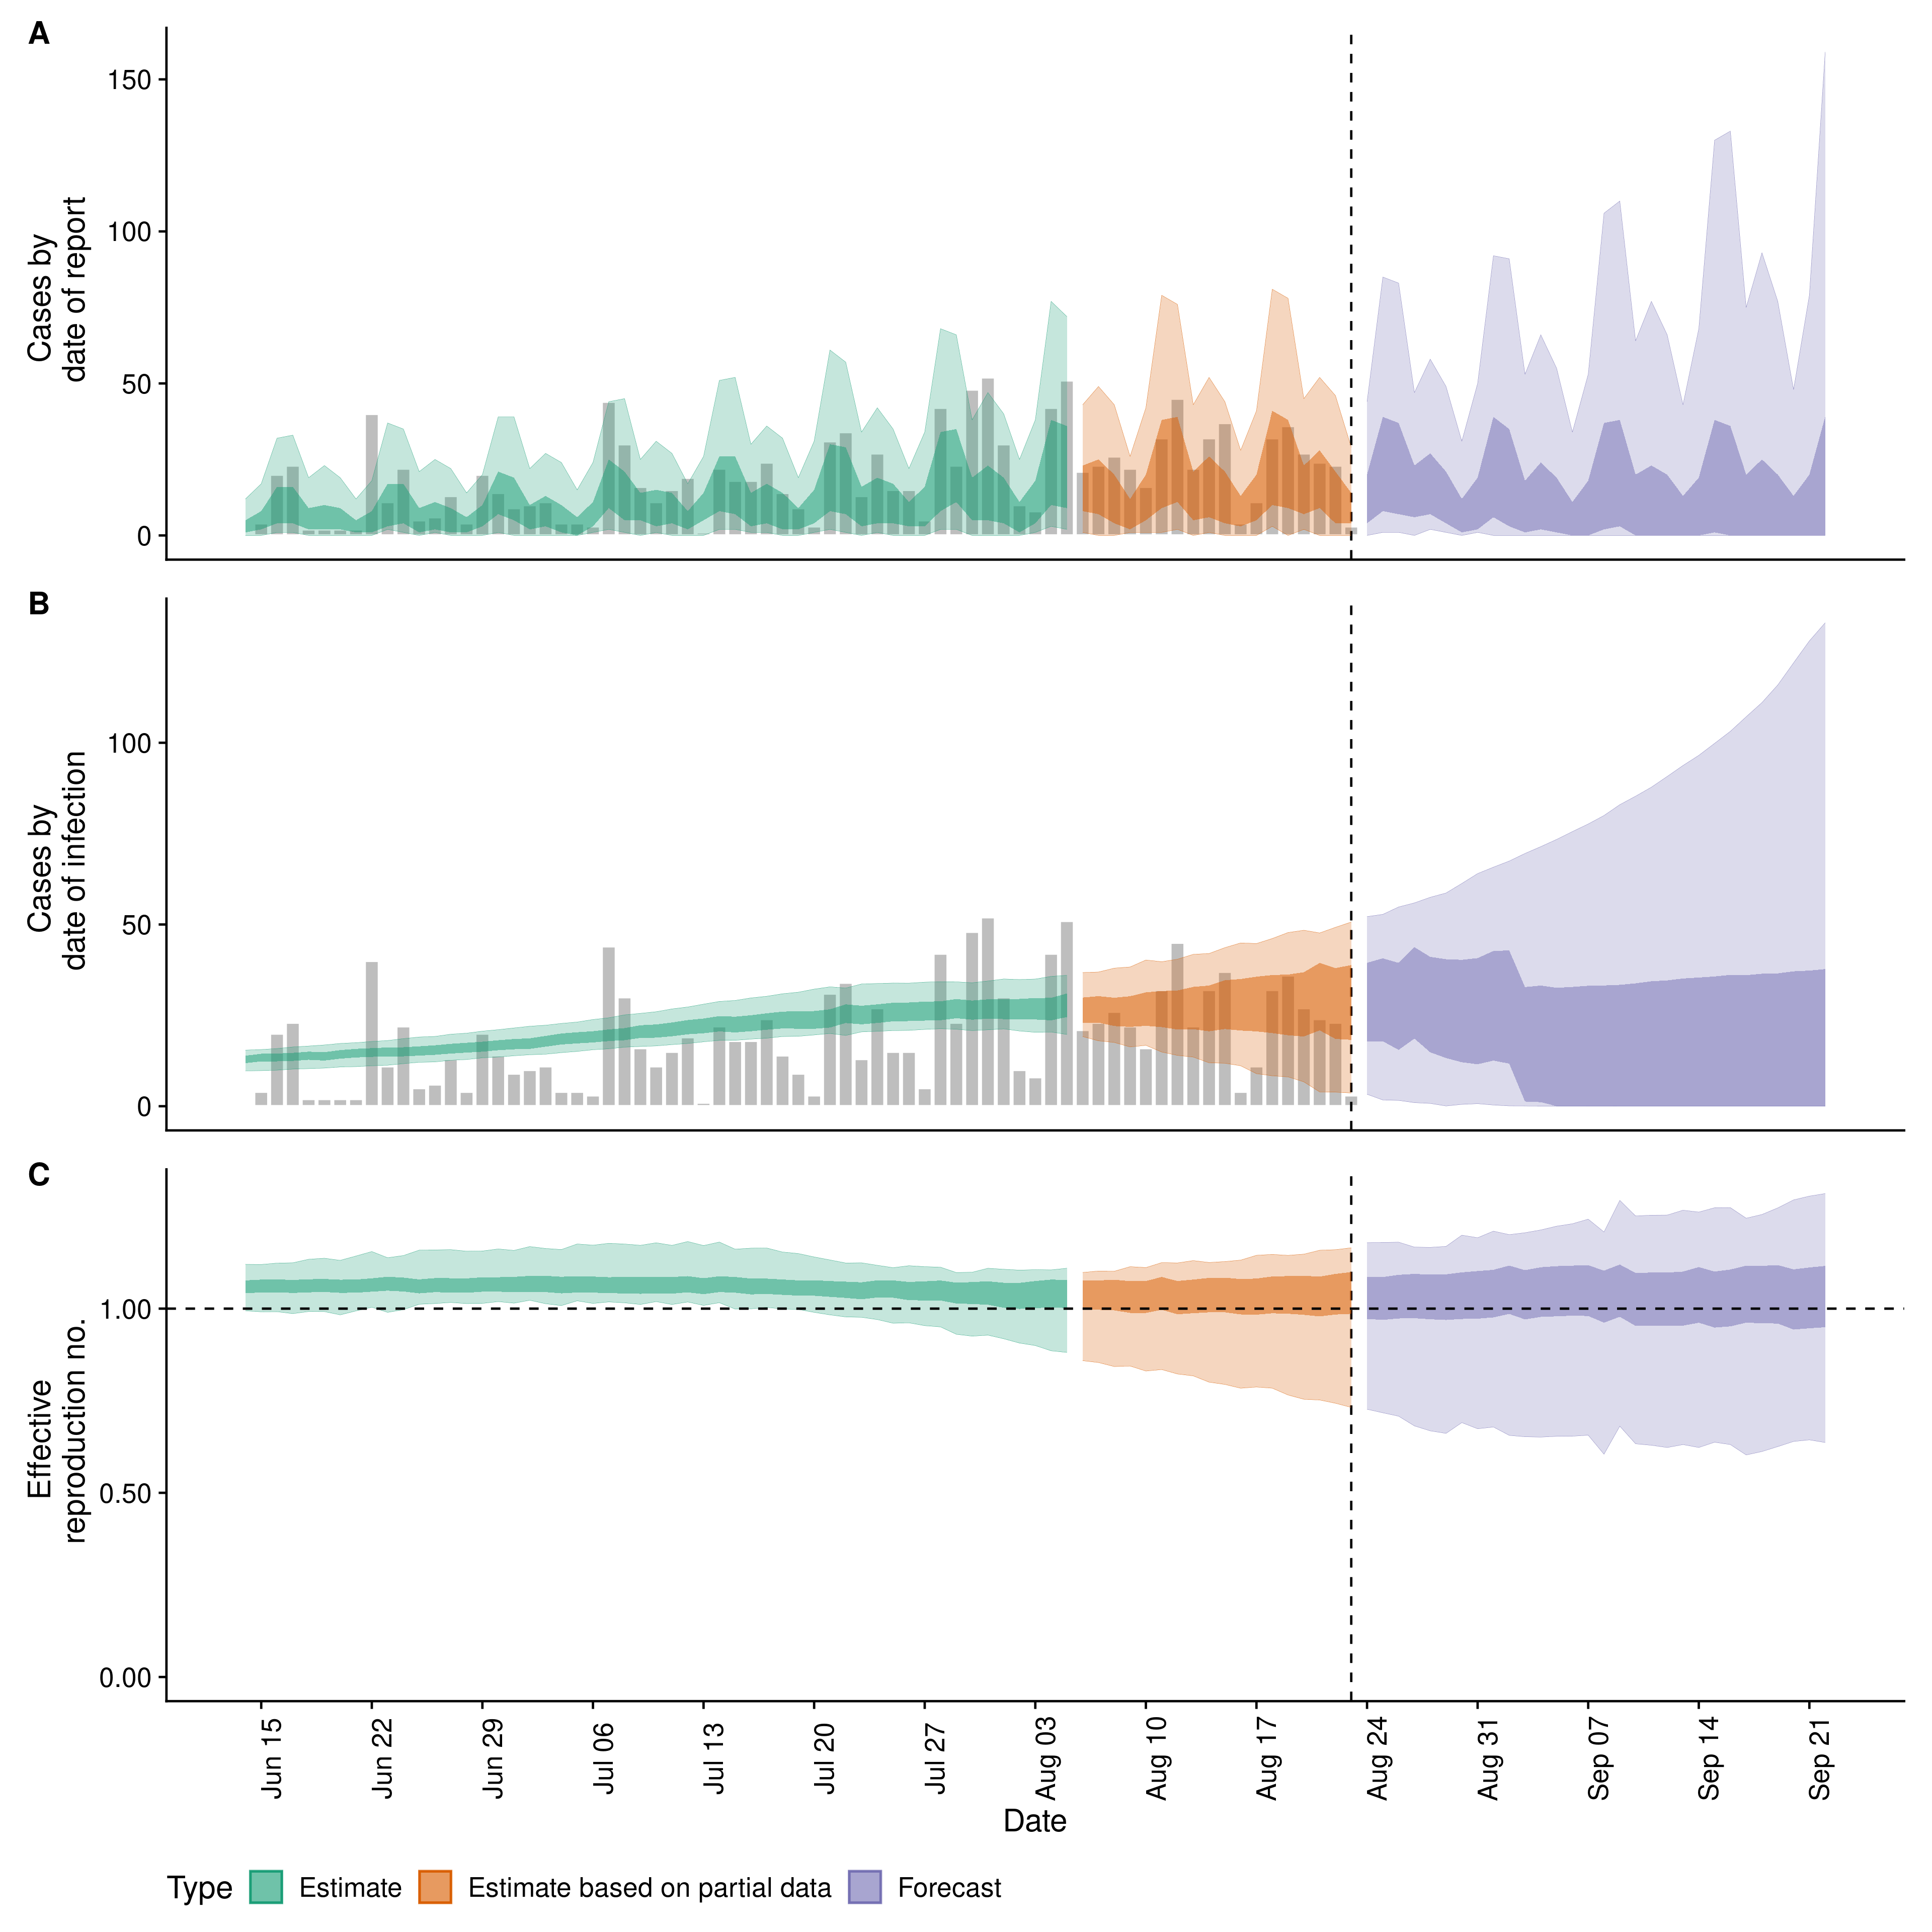 A
150
100
50
0
Cases by
date of report
B
100
50
0
Cases by
date of infection
C
1.00
0.50
0.00
Effective
reproduction no.
Jun 15
Jun 22
Jun 29
Jul 06
Jul 13
Jul 20
Jul 27
Aug 03
Aug 10
Aug 17
Aug 24
Aug 31
Sep 07
Sep 14
Sep 21
Date
Type Estimate Estimate based on partial data Forecast